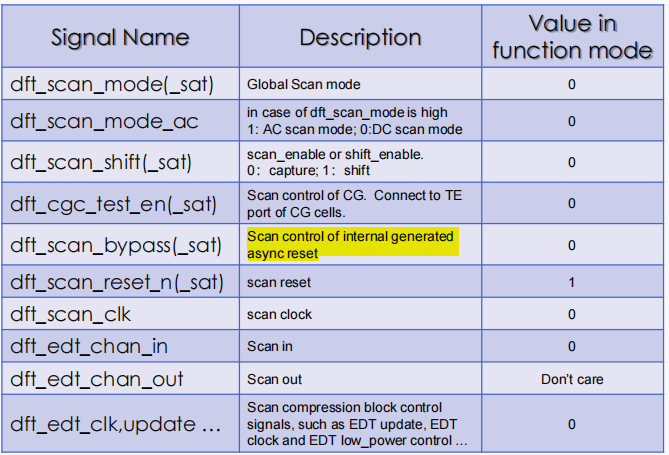 Signal Name
Description
Value in
function mode
dft_scan_mode(_sat)
Global Scan mode
0
dft_scan_mode_ac
in case of dft_scan_mode is high
1: AC scan mode; 0:DC scan mode
0
dft_scan_shift(_sat)
scan_enable or shift_enable.
0: capture; 1: shift
0
dft_cgc_test_en(_sat)
Scan control of CG. Connect to TE
port of CG cells.
0
dft_scan_bypass(_sat)
Scan control of internal generated
async reset
0
dft_scan_reset_n(_sat)
scan reset
1
dft_scan_clk
scan clock
0
dft_edt_chan_in
Scan in
0
dft_edt_chan_out
Scan out
Don't care
dft_edt_clk,update ...
Scan compression block control
signals, such as EDT update, EDT
clock and EDT low_power control ...
0